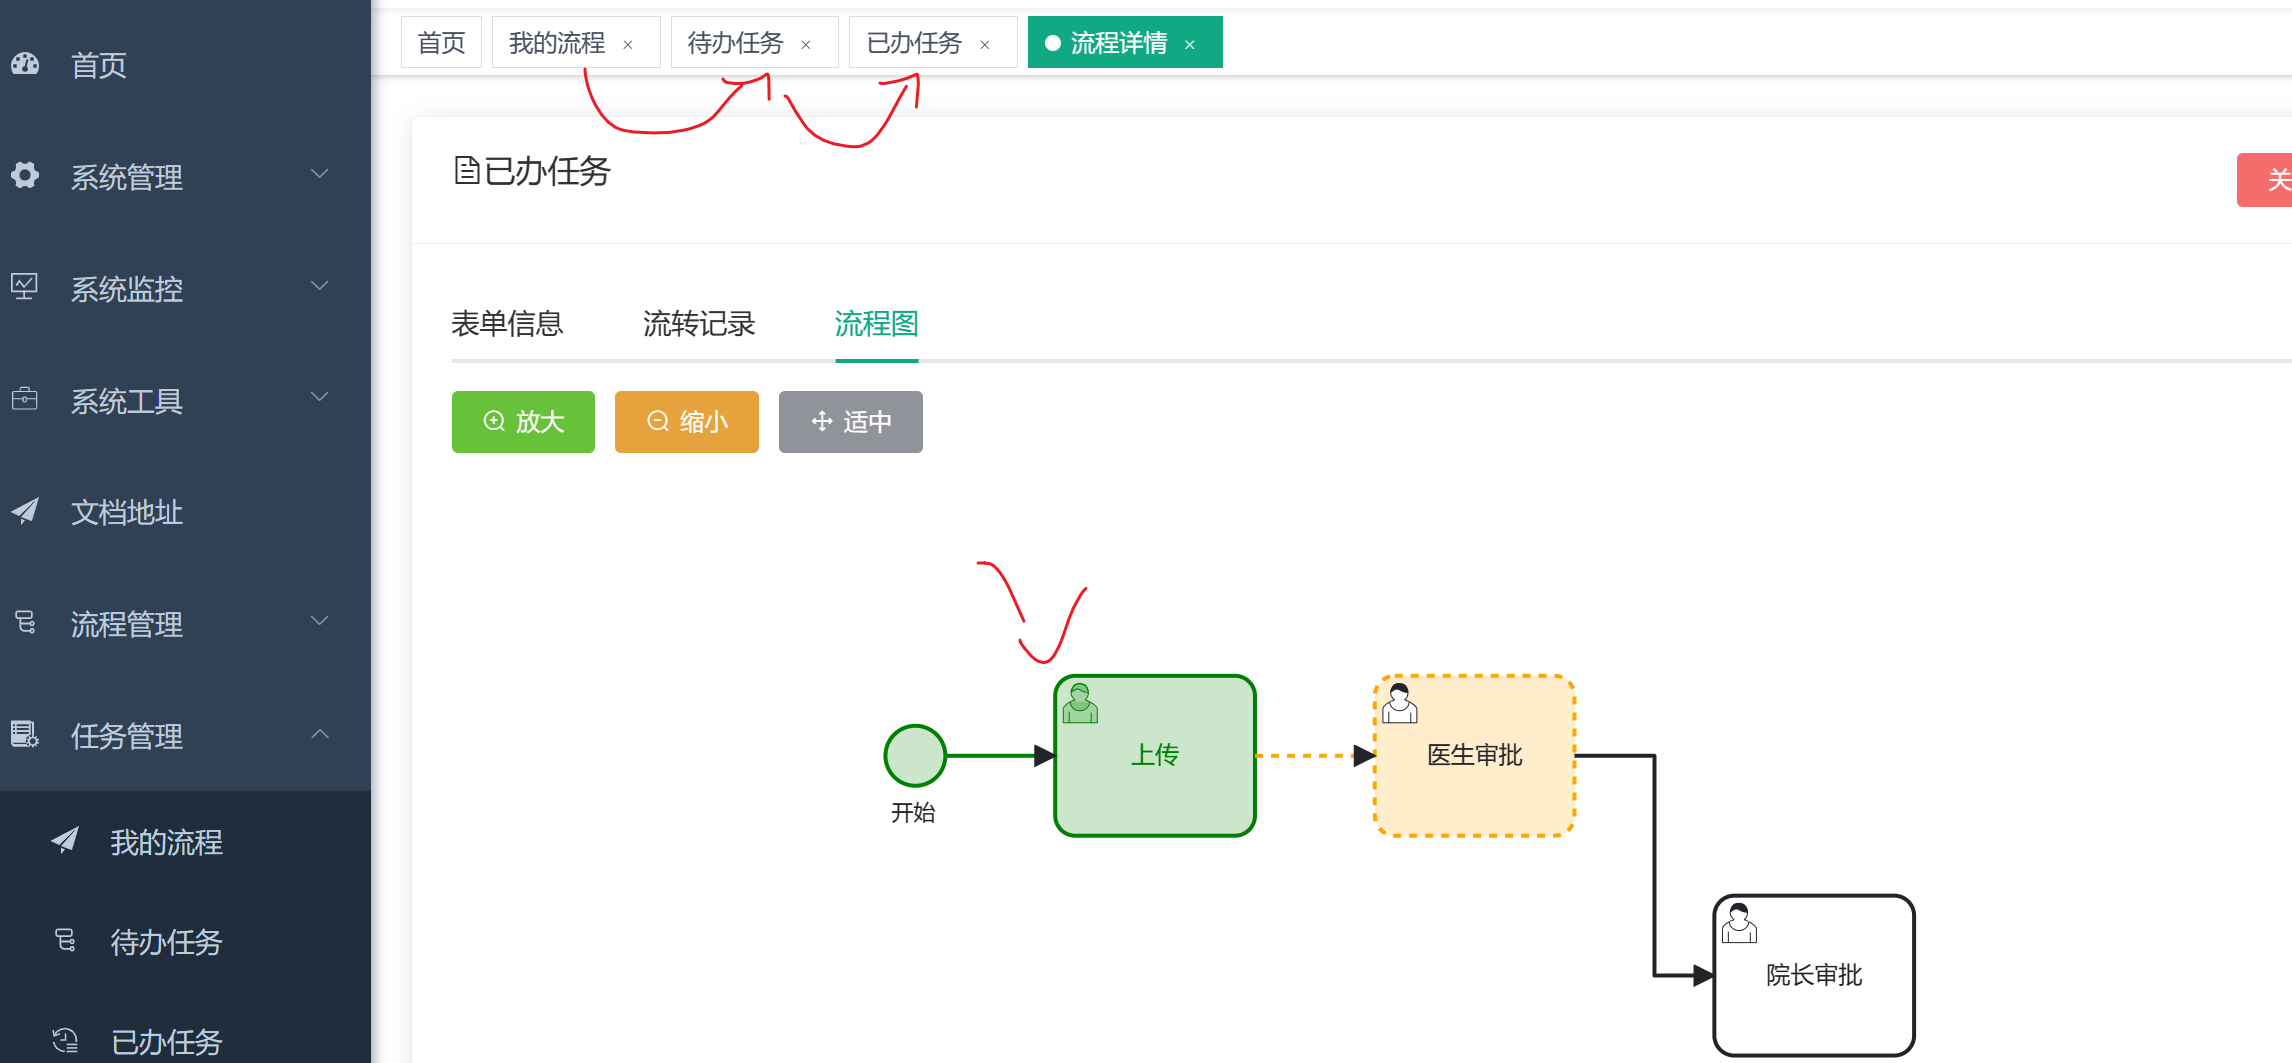 首页
系统管理
系统监控
系统工具
文档地址
流程管理
任务管理
我的流程
待办任务
已办任务
首页 我的流程 × 待办任务 × 已办任务 × 流程详情 ×
已办任务
关
表单信息 流转记录 流程图
放大 缩小 适中
开始
上传
医生审批
院长审批